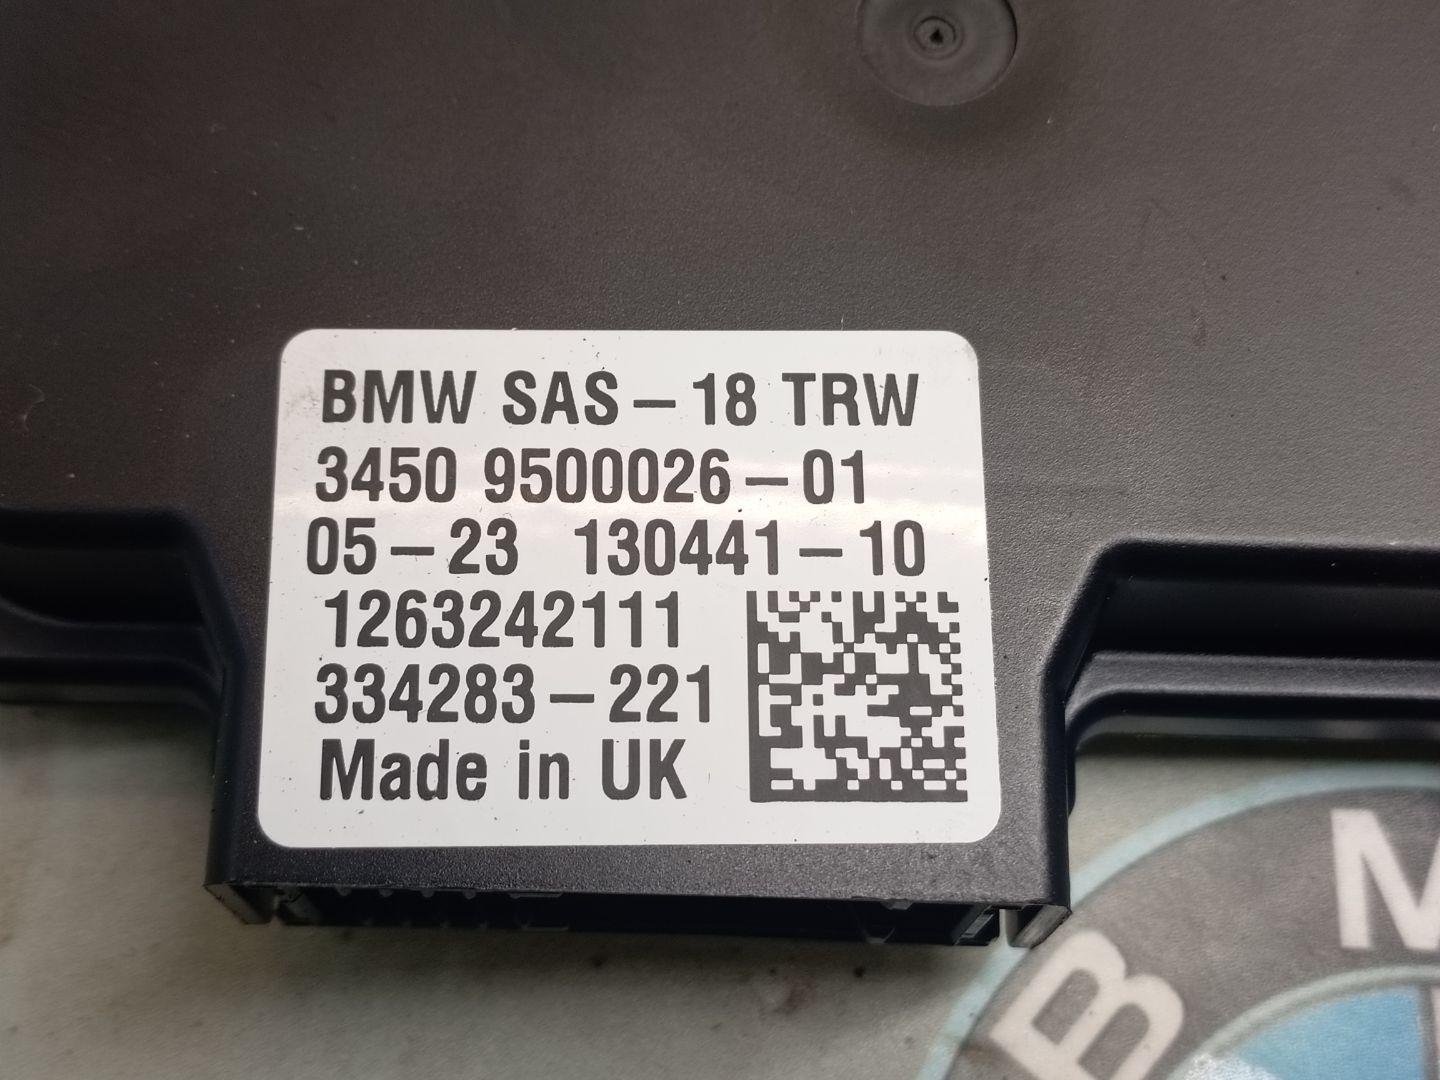 BMW SAS-18 TRW
3450 9500026-01
05-23 130441-10
1263242111
334283-221
Made in UK
B M